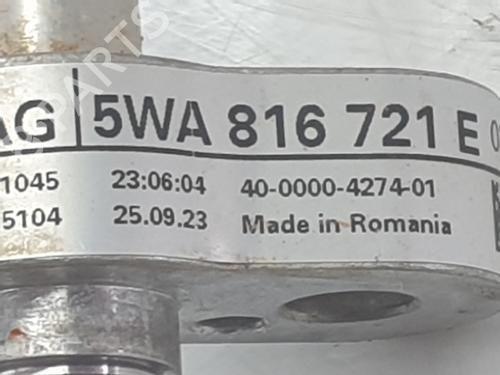 AG 5WA 816 721 E
1045 23:06:04 40-0000-4274-01
5104 25.09.23 Made in Romania